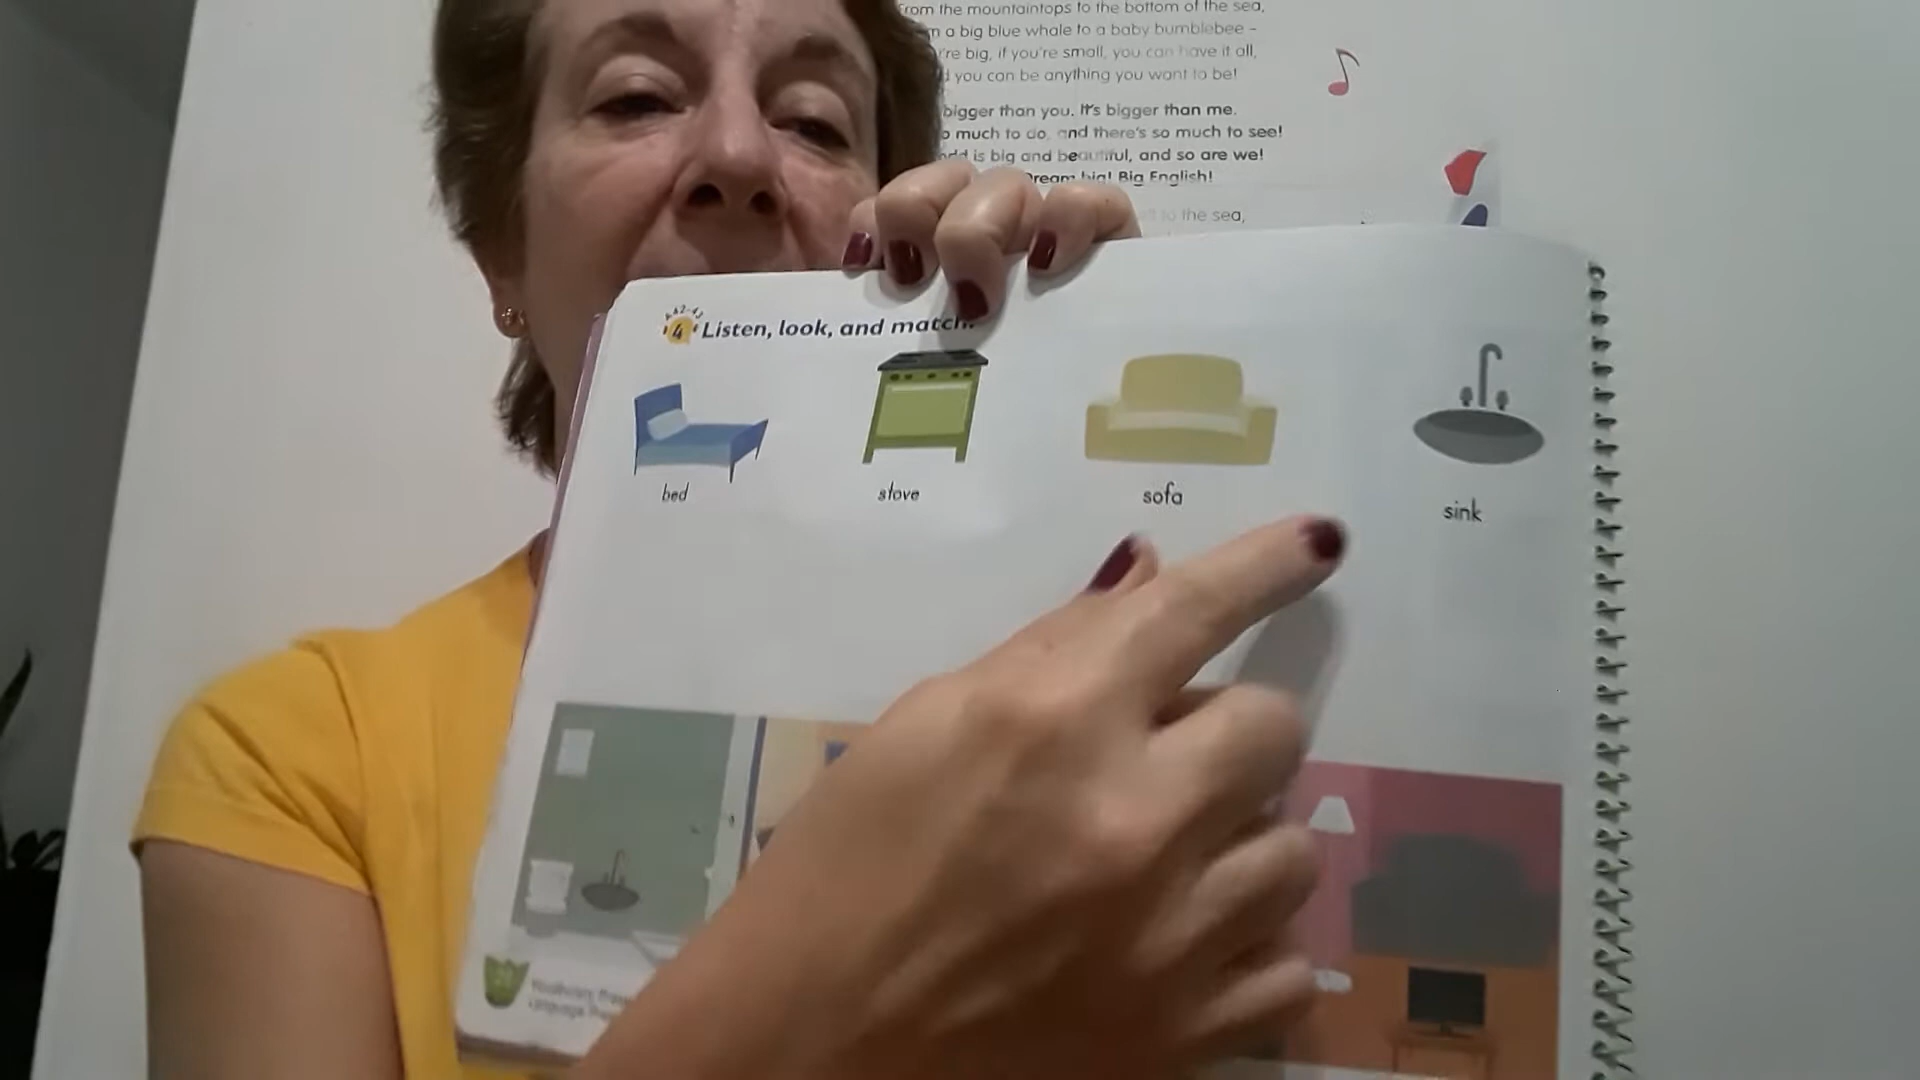 From the mountaintops to the bottom of the sea,
a big blue whale to a baby bumblebee –
big, if you're small, you can have it all,
you can be anything you want to be!
bigger than you. It's bigger than me.
much to do, and there's so much to see!
is big and beautiful, and so are we!
Dream big! Big English!
to the sea,
4 Listen, look, and match.
bed
stove
sofa
sink